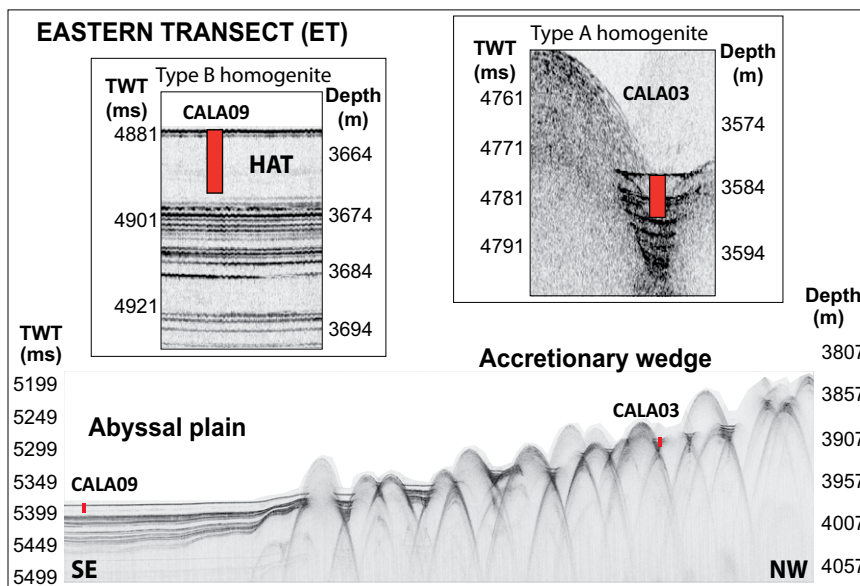 EASTERN TRANSECT (ET)
Type B homogenite
TWT
(ms)
CALA09
Depth
(m)
4881
HAT
3664
4901
3674
3684
4921
3694
Type A homogenite
TWT
(ms)
CALA03
Depth
(m)
4761
3574
4771
4781
3584
4791
3594
TWT
(ms)
Depth
(m)
Accretionary wedge
3807
5199
CALA03
3857
5249
Abyssal plain
3907
5299
CALA09
5349
3957
5399
4007
5449
SE
NW
4057
5499